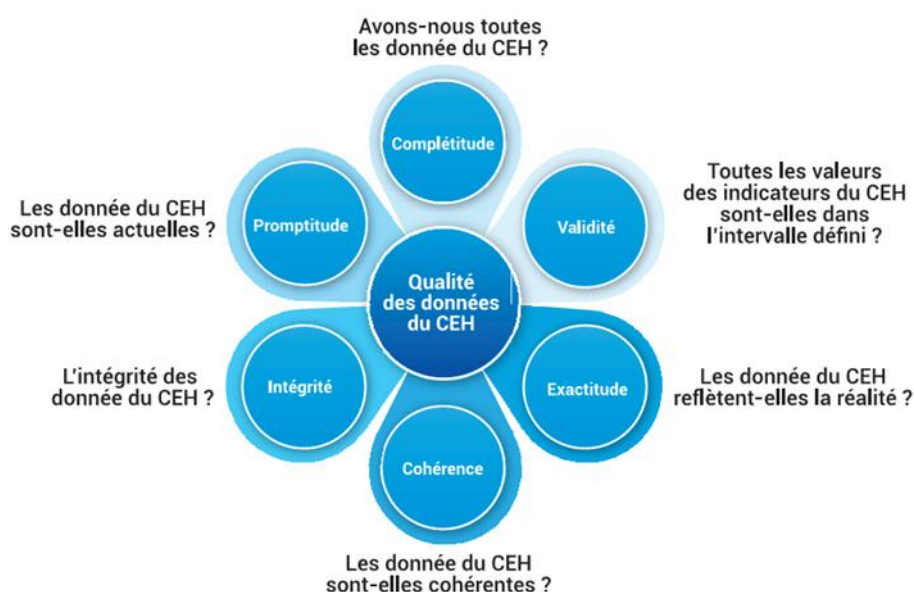 Avons-nous toutes
les donnée du CEH ?
Complétitude
Toutes les valeurs
des indicateurs du CEH
sont-elles dans
l'intervalle défini ?
Validité
Les donnée du CEH
sont-elles actuelles ?
Promptitude
Qualité
des données
du CEH
L'intégrité des
donnée du CEH ?
Intégrité
Exactitude
Les donnée du CEH
reflètent-elles la réalité ?
Cohérence
Les donnée du CEH
sont-elles cohérentes ?